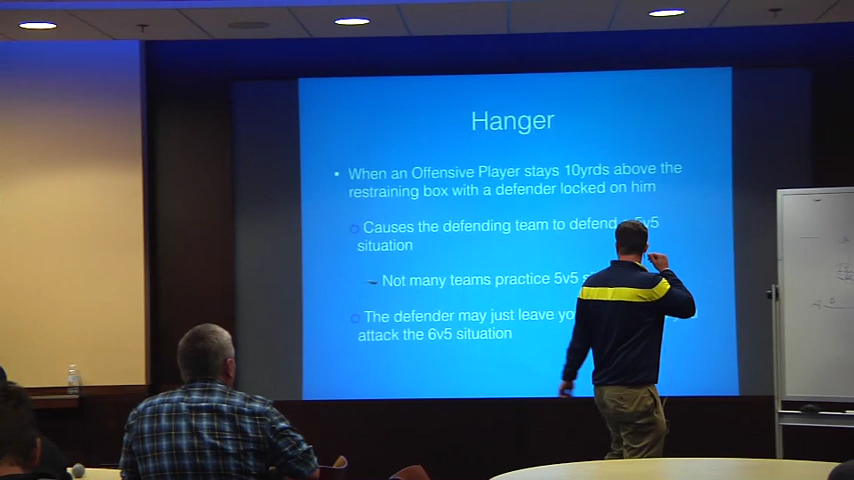 Hanger
• When an Offensive Player stays 10yrds above the
restraining box with a defender locked on him
Causes the defending team to defend 5v5
situation
Not many teams practice 5v5
The defender may just leave
attack the 6v5 situation